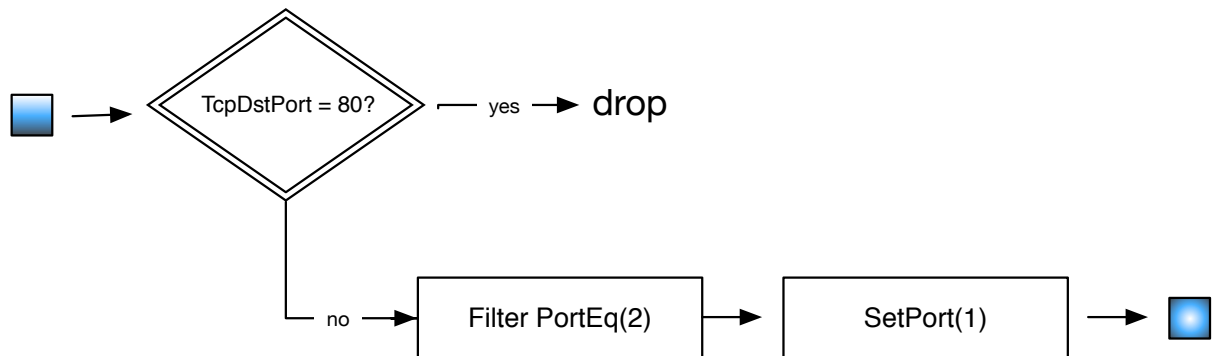 TcpDstPort = 80?
yes
drop
no
Filter PortEq(2)
SetPort(1)